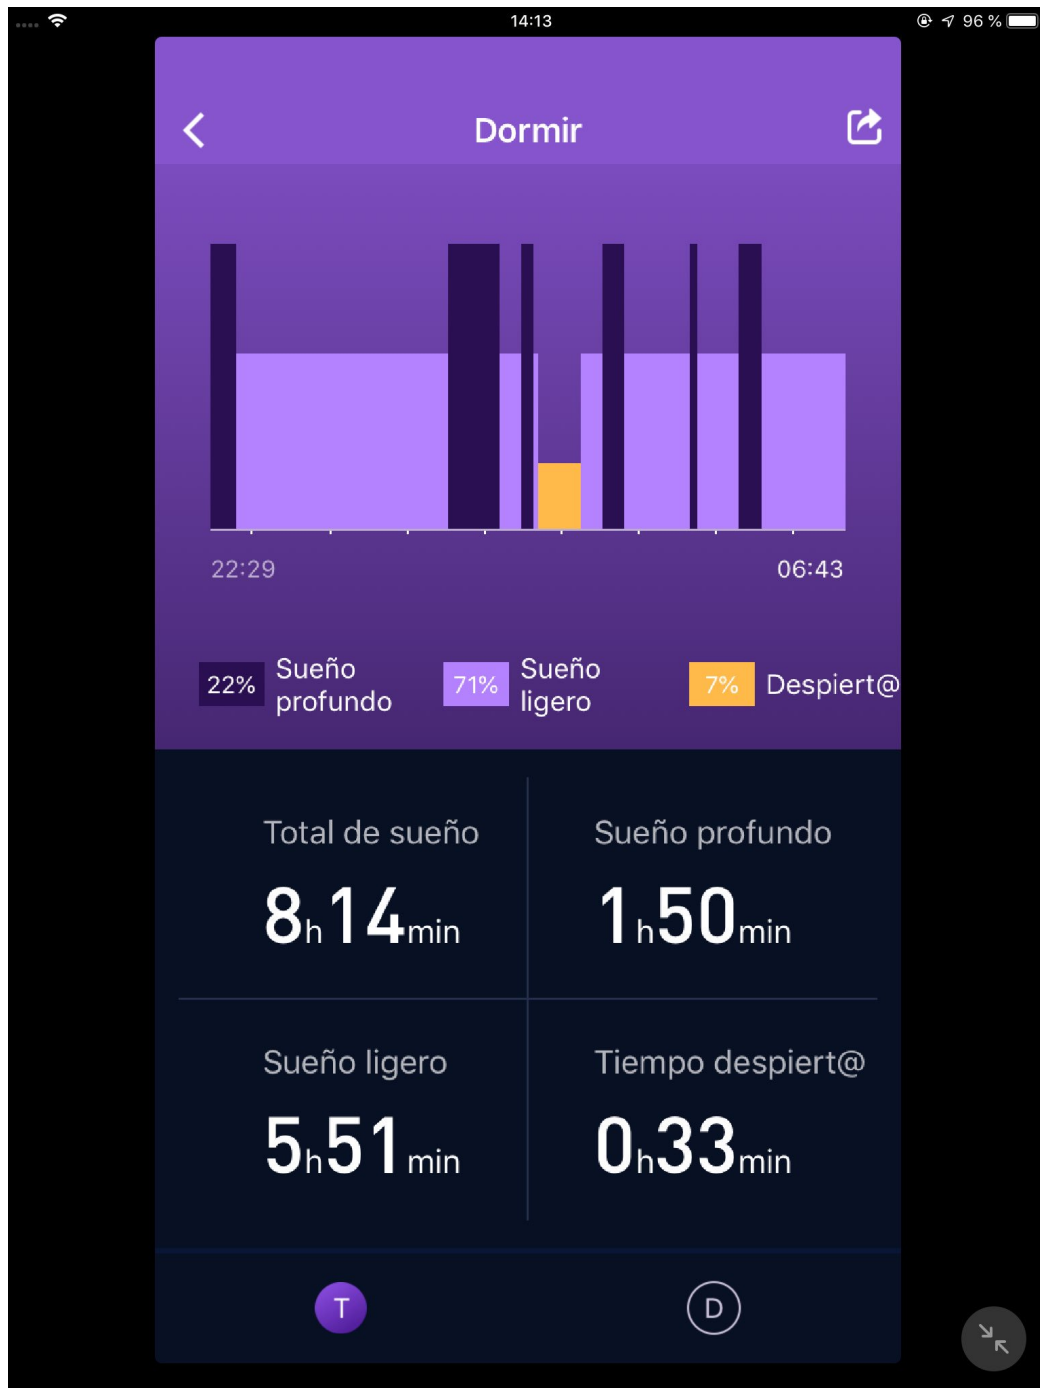 14:13
96 %
Dormir
22:29
06:43
22%
Sueño
profundo
71%
Sueño
ligero
7%
Despiert@
Total de sueño
Sueño profundo
8h14min
1h50min
Sueño ligero
Tiempo despiert@
5h51min
0h33min
T
D